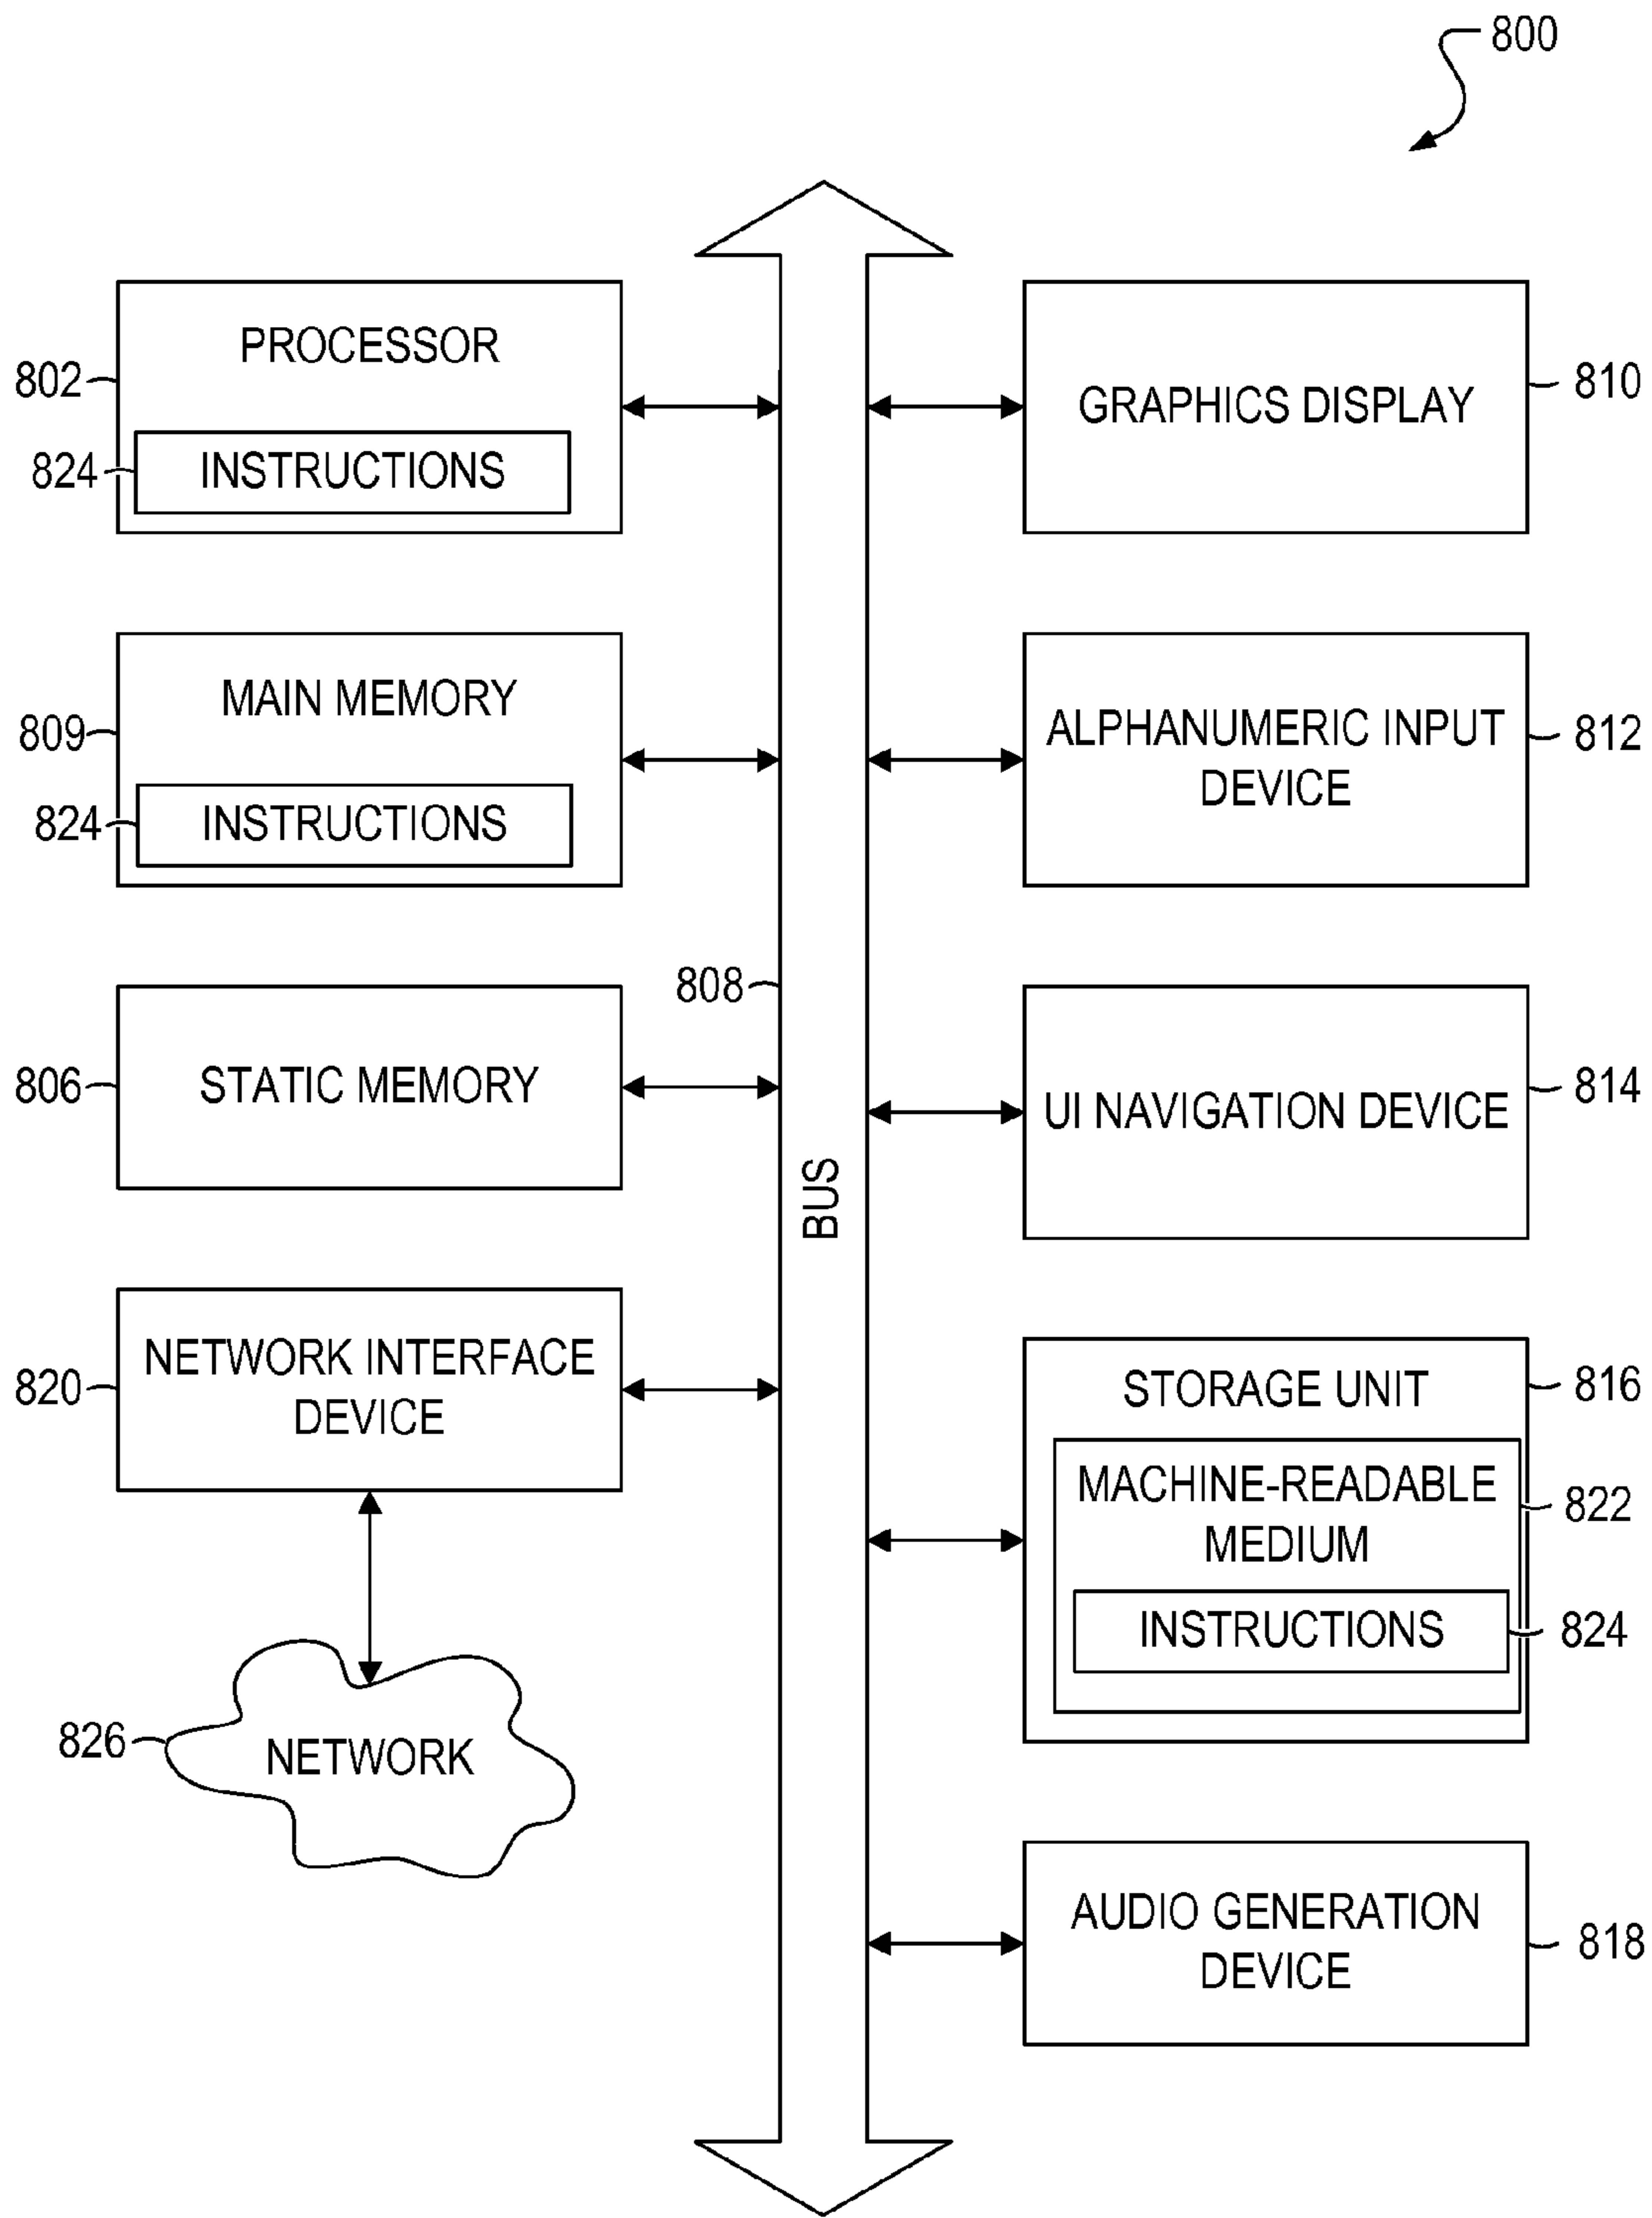 800
PROCESSOR
802
824
INSTRUCTIONS
GRAPHICS DISPLAY
810
MAIN MEMORY
809
824
INSTRUCTIONS
ALPHANUMERIC INPUT
DEVICE
812
808
BUS
STATIC MEMORY
806
UI NAVIGATION DEVICE
814
NETWORK INTERFACE
DEVICE
820
STORAGE UNIT
816
MACHINE-READABLE
MEDIUM
822
INSTRUCTIONS
824
NETWORK
826
AUDIO GENERATION
DEVICE
818